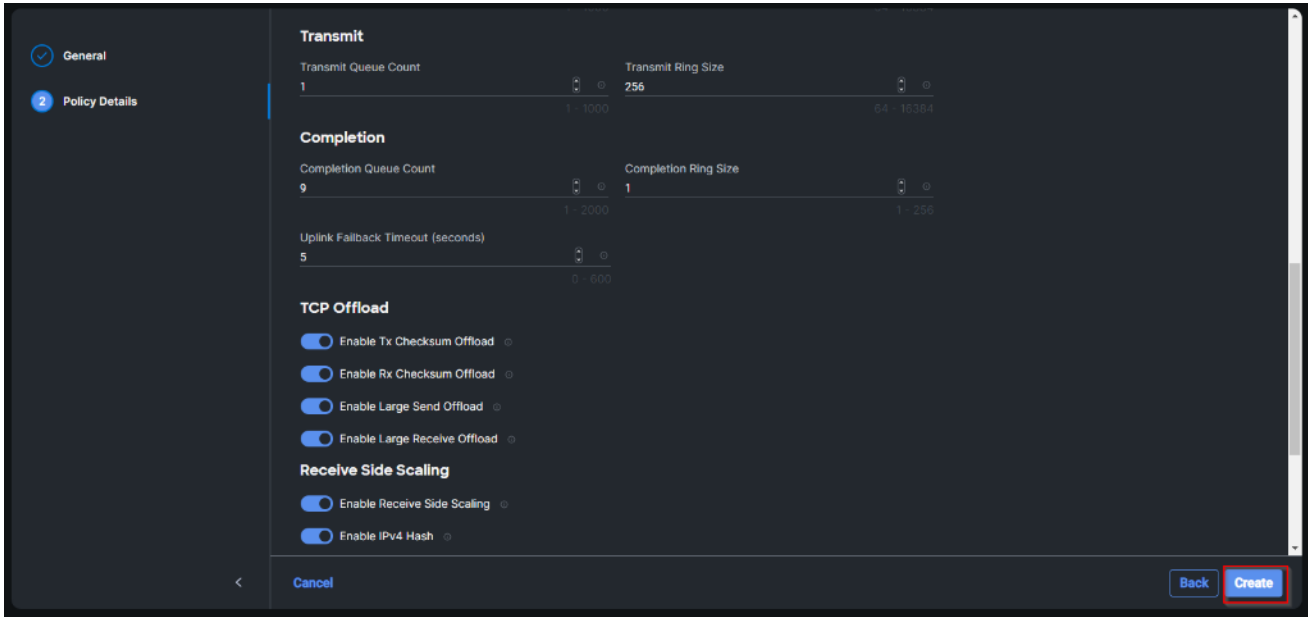 General
2 Policy Details
Transmit
Transmit Queue Count Transmit Ring Size
1 256
1 - 1000 64 - 16384
Completion
Completion Queue Count Completion Ring Size
9 1
1 - 2000 1 - 256
Uplink Failback Timeout (seconds)
5
0 - 600
TCP Offload
Enable Tx Checksum Offload
Enable Rx Checksum Offload
Enable Large Send Offload
Enable Large Receive Offload
Receive Side Scaling
Enable Receive Side Scaling
Enable IPv4 Hash
< Cancel Back Create